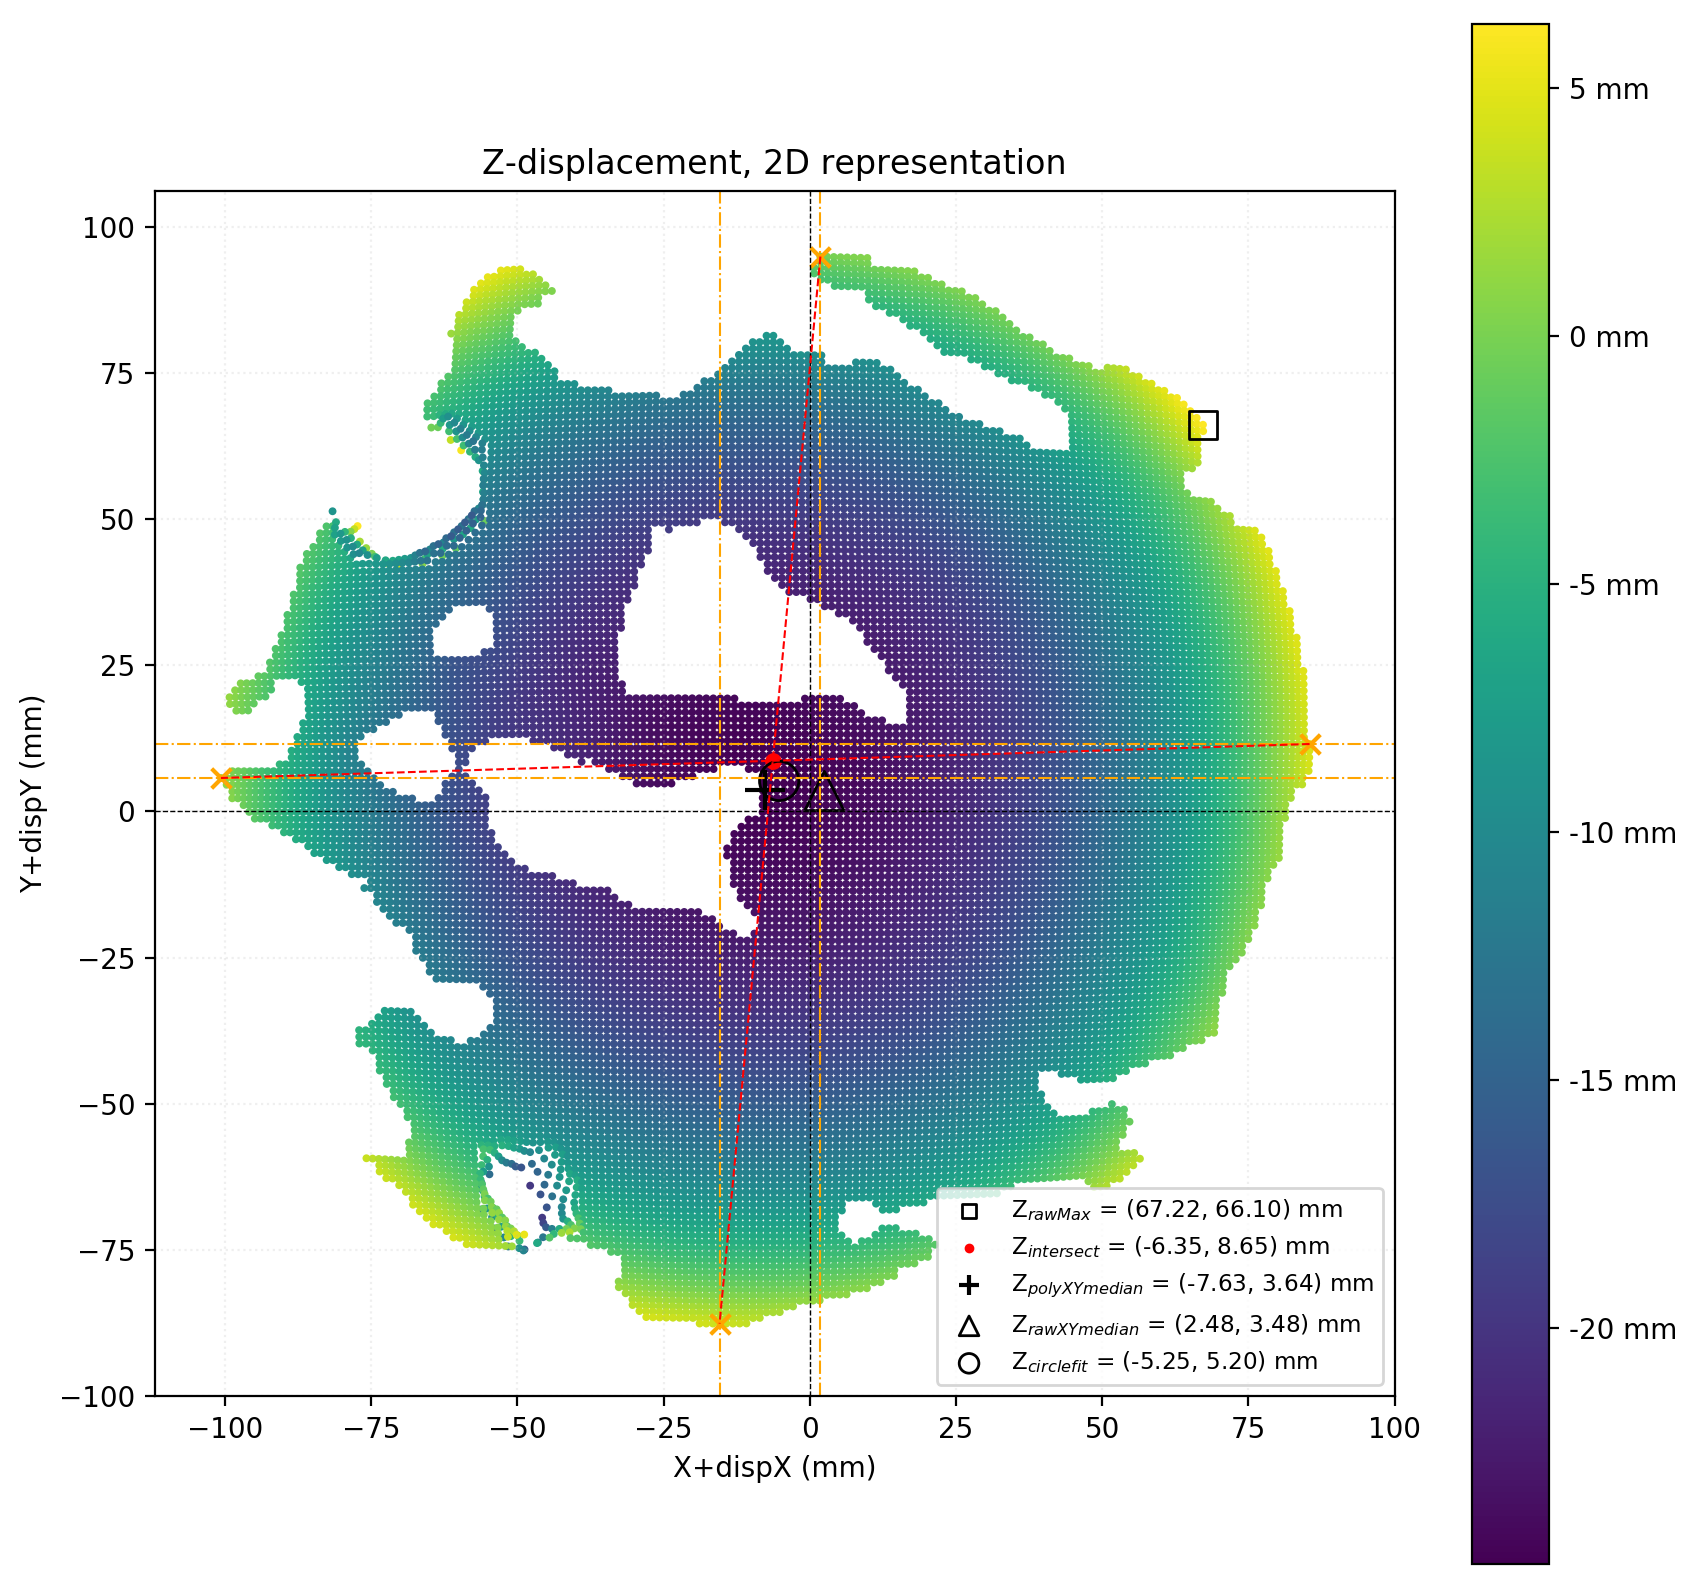 Z-displacement, 2D representation
5 mm
0 mm
-5 mm
-10 mm
-15 mm
-20 mm
100
75
50
25
0
−25
−50
−75
−100
Y+dispY (mm)
−100
−75
−50
−25
0
25
50
75
100
X+dispX (mm)
Z_rawMax = (67.22, 66.10) mm
Z_intersect = (-6.35, 8.65) mm
Z_polyXYmedian = (-7.63, 3.64) mm
Z_rawXYmedian = (2.48, 3.48) mm
Z_circlefit = (-5.25, 5.20) mm